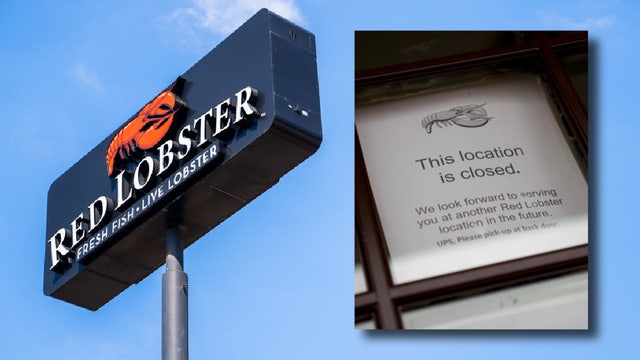 RED LOBSTER
FRESH FISH • LIVE LOBSTER
This location
is closed.
We look forward to serving
you at another Red Lobster
location in the future.
UPS, Please pick-up at back door.